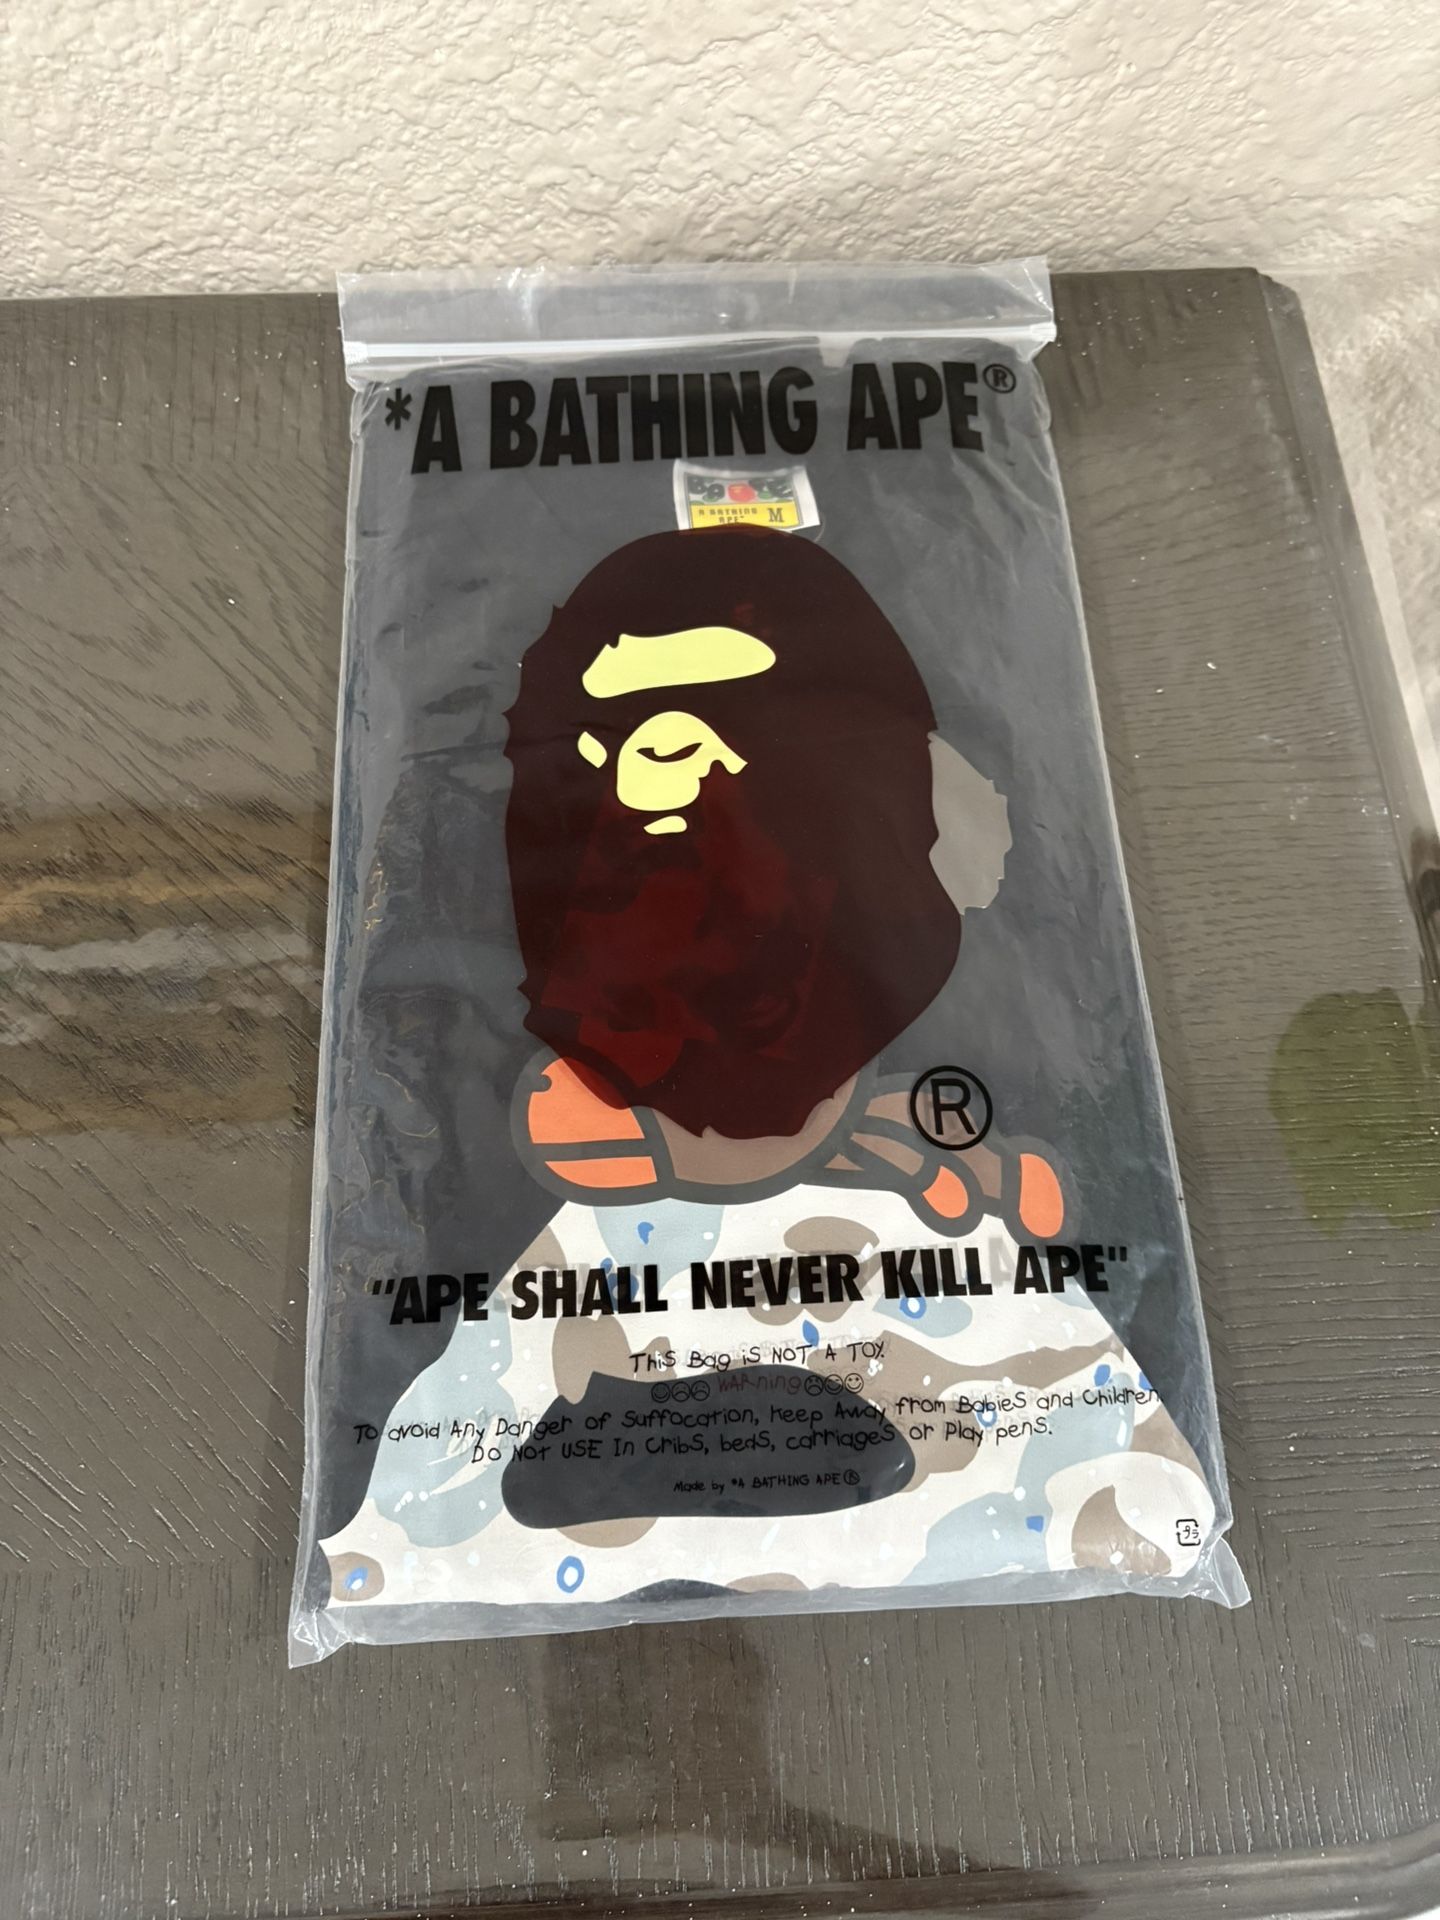 *A BATHING APE®
A BATHING
APE® M
®
"APE SHALL NEVER KILL APE"
THiS Bag iS NOT A TOY.
WARning
TO avoid Any Danger of Suffocation, Keep Away from Babies and Children.
DO NOT USE In CribS, bedS, carriageS or Play penS.
Made by *A BATHING APE®
プラ